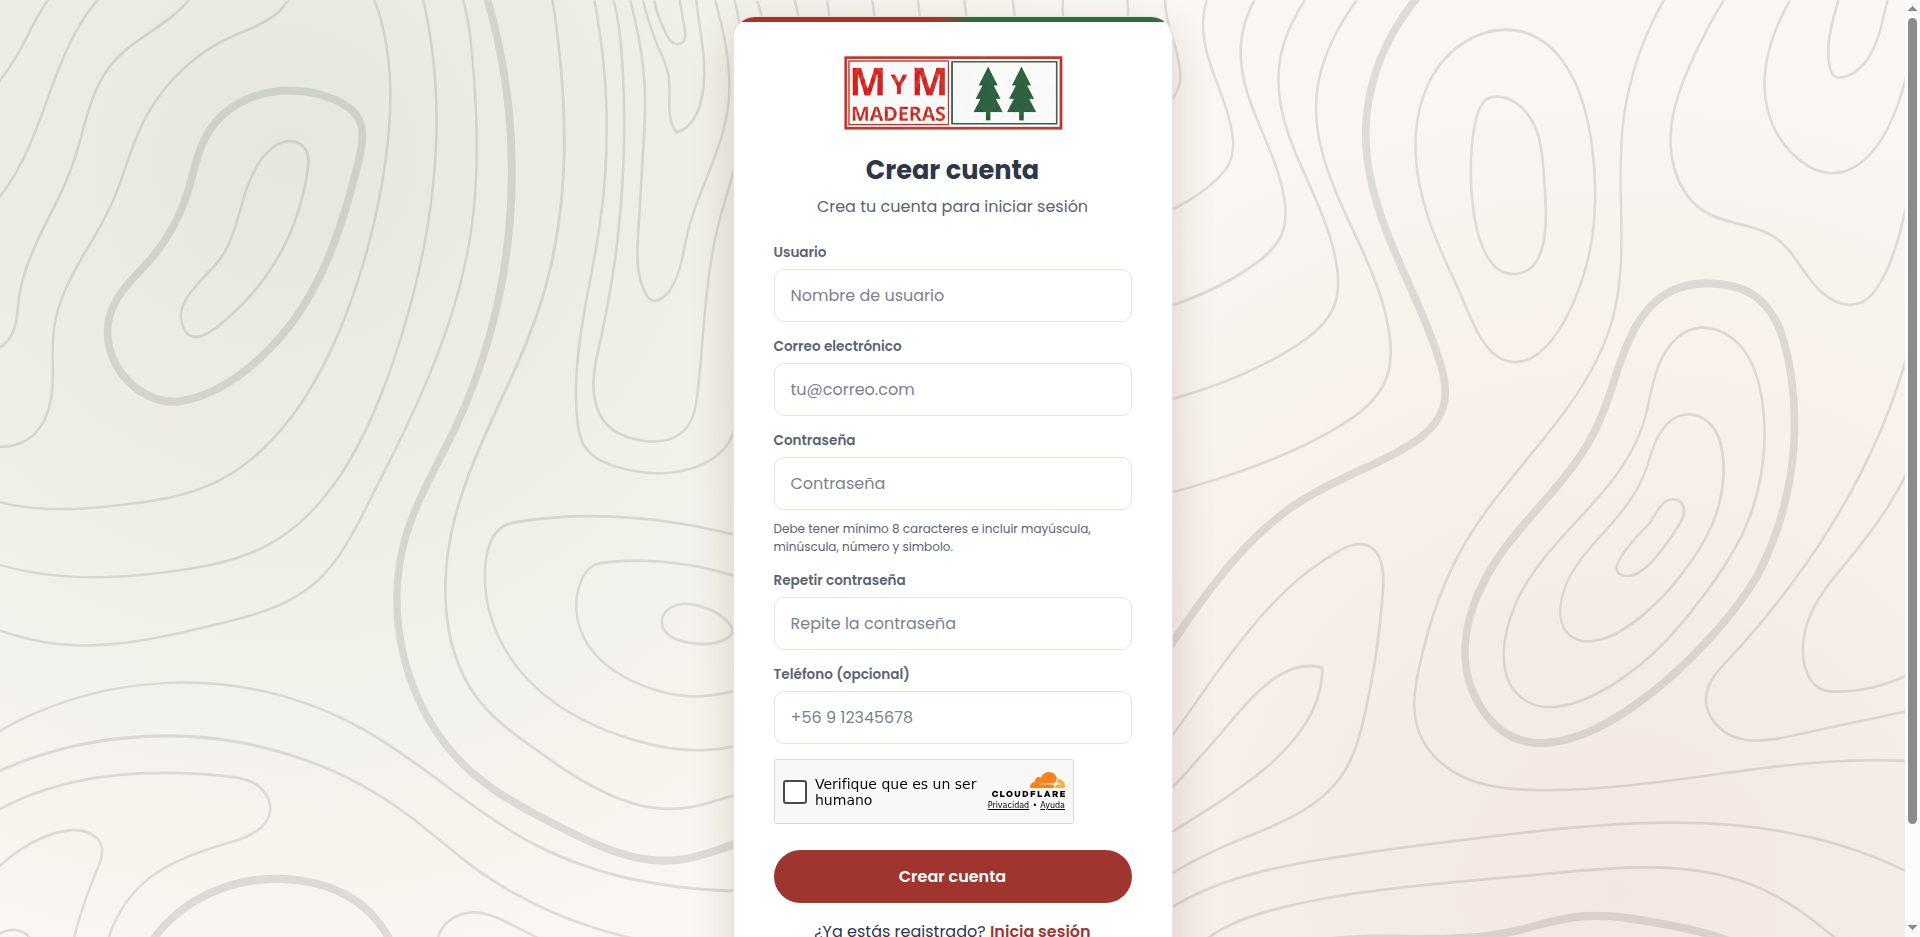 MYM
MADERAS
Crear cuenta
Crea tu cuenta para iniciar sesión
Usuario
Nombre de usuario
Correo electrónico
tu@correo.com
Contraseña
Contraseña
Debe tener mínimo 8 caracteres e incluir mayúscula,
minúscula, número y símbolo.
Repetir contraseña
Repite la contraseña
Teléfono (opcional)
+56 9 12345678
Verifique que es un ser
humano
CLOUDFLARE
Privacidad • Ayuda
Crear cuenta
¿Ya estás registrado? Inicia sesión